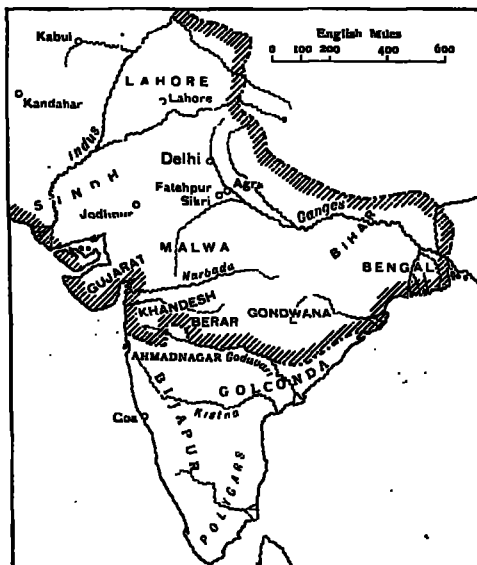 English Miles
0 100 200 400 600
Kabul
LAHORE
Lahore
Kandahar
Indus
Delhi
SINDH
Jodhpur
Fatehpur
Sikri
Agra
Ganges
BIHAR
MALWA
BENGAL
Narbada
GUJARAT
KHANDESH
BERAR
GONDWANA
AHMADNAGAR
Godavari
GOLCONDA
BIJAPUR
Kistna
Goa
POLYGARS